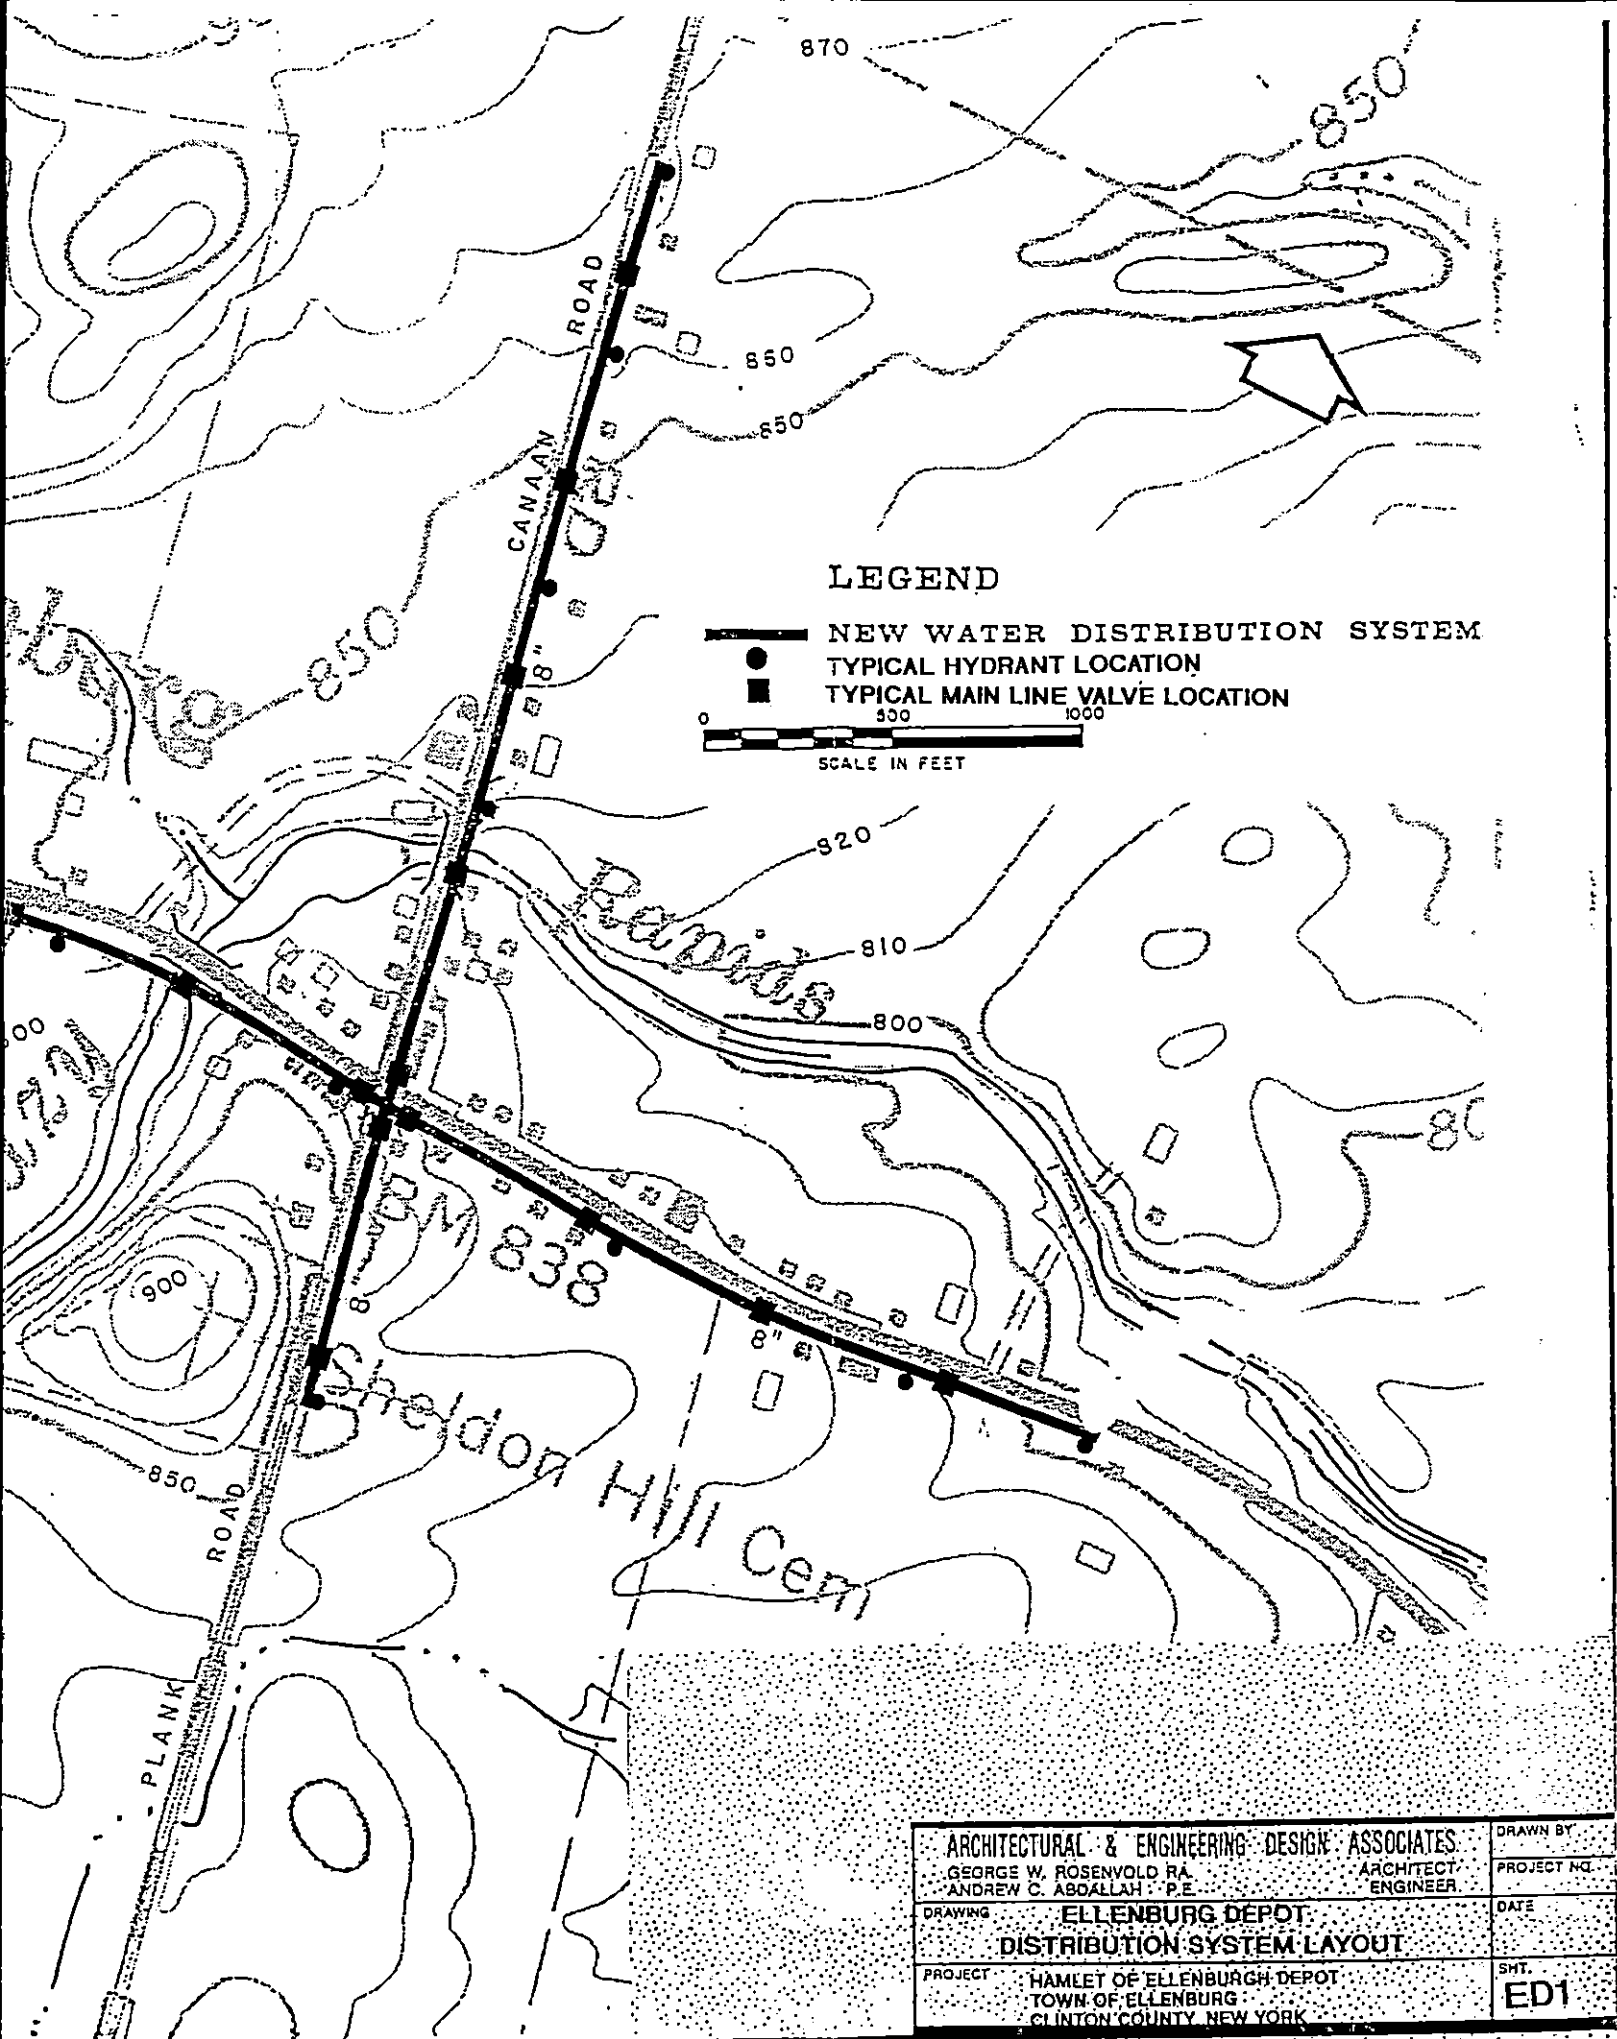 870
850
ROAD
860
850
CANAAN
LEGEND
NEW WATER DISTRIBUTION SYSTEM
TYPICAL HYDRANT LOCATION
TYPICAL MAIN LINE VALVE LOCATION
0 500 1000
SCALE IN FEET
850
8"
820
Rapids
810
800
BM 838
900
8"
8"
Sheldon Hill Cem
850
ROAD
PLANK
ARCHITECTURAL & ENGINEERING DESIGN ASSOCIATES
GEORGE W. ROSENVOLD RA ARCHITECT
ANDREW C. ABDALLAH P.E. ENGINEER
DRAWN BY
PROJECT NO.
DRAWING ELLENBURG DEPOT
DISTRIBUTION SYSTEM LAYOUT
DATE
PROJECT HAMLET OF ELLENBURGH DEPOT
TOWN OF ELLENBURG
CLINTON COUNTY, NEW YORK
SHT.
ED1